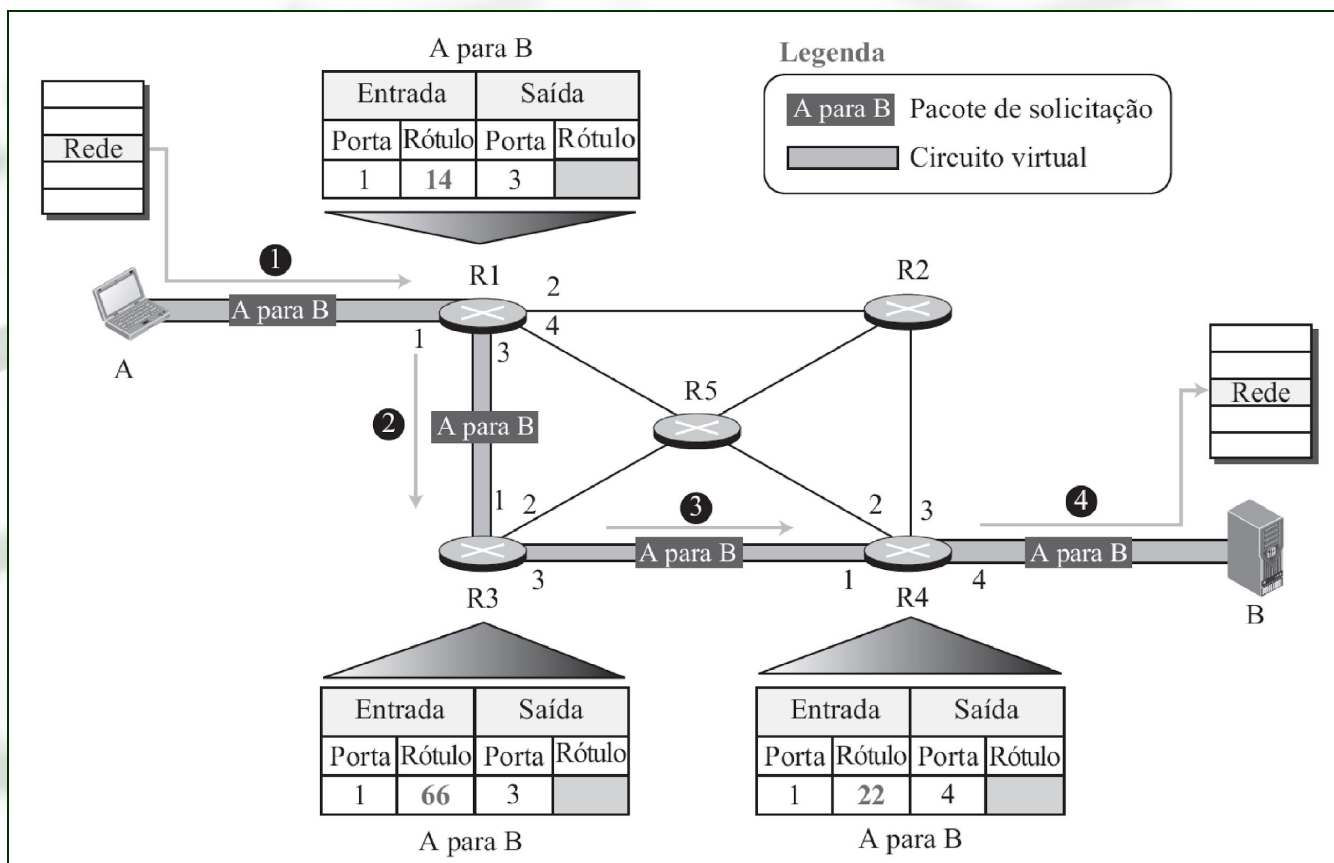 A para B
Legenda
A para B Pacote de solicitação
Circuito virtual
Rede
Entrada Saída
Porta Rótulo Porta Rótulo
1 14 3
1
A para B
A
R1
1
2
4
3
R2
2
A para B
R5
1
2
R3
3
3
A para B
2
3
1
R4
4
4
A para B
Rede
B
Entrada Saída
Porta Rótulo Porta Rótulo
1 66 3
A para B
Entrada Saída
Porta Rótulo Porta Rótulo
1 22 4
A para B